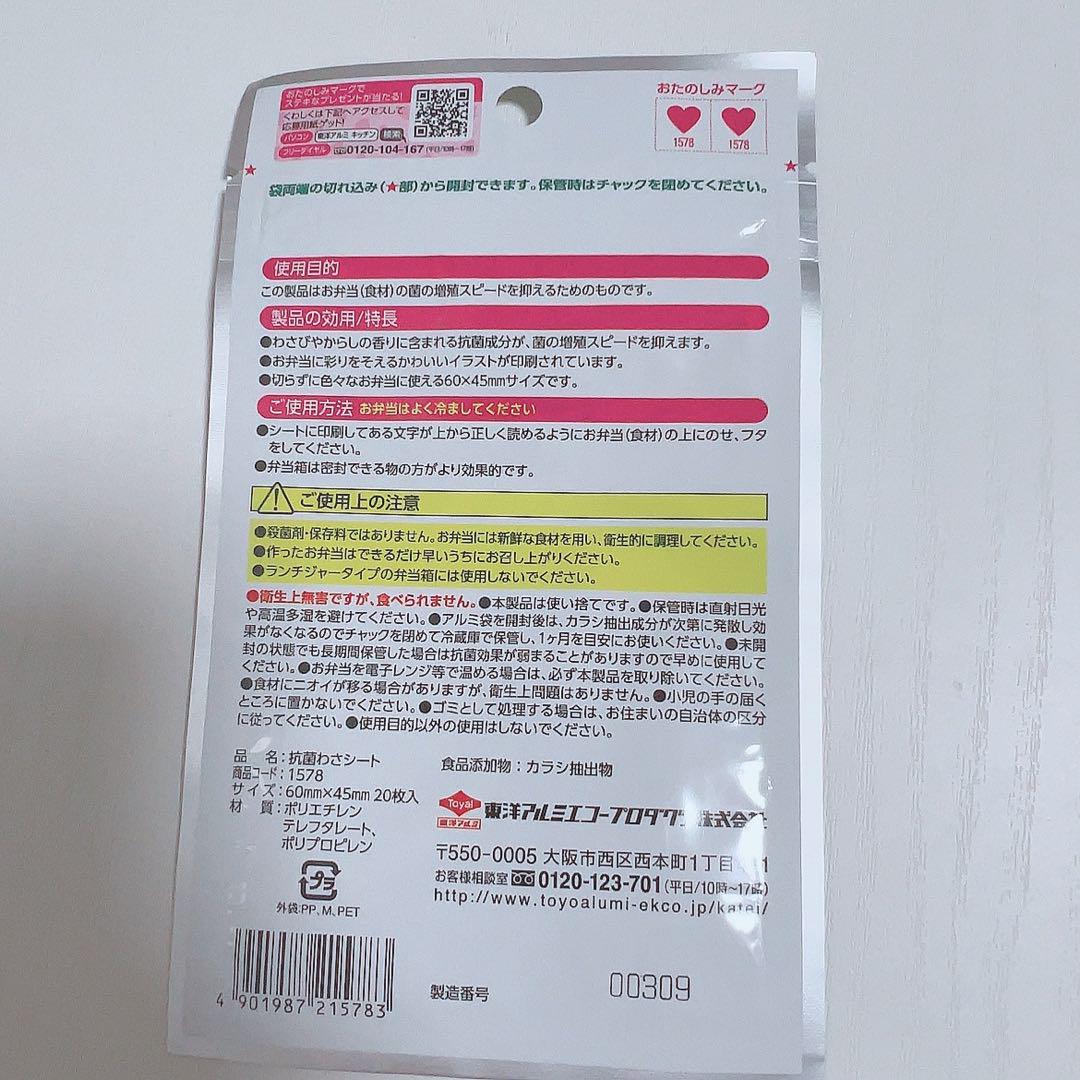 おたのしみマークで
ステキなプレゼントが当たる!
くわしくは下記へアクセスして
応募用紙ゲット!
パソコン 東洋アルミ キッチン 検索
フリーダイヤル 0120-104-167(平日/10時~17時)
おたのしみマーク
1578 1578
袋両端の切れ込み(★部)から開封できます。保管時はチャックを閉めてください。
使用目的
この製品はお弁当(食材)の菌の増殖スピードを抑えるためのものです。
製品の効用/特長
●わさびやからしの香りに含まれる抗菌成分が、菌の増殖スピードを抑えます。
●お弁当に彩りをそえるかわいいイラストが印刷されています。
●切らずに色々なお弁当に使える60×45mmサイズです。
ご使用方法 お弁当はよく冷ましてください
●シートに印刷してある文字が上から正しく読めるようにお弁当(食材)の上にのせ、フタ
をしてください。
●弁当箱は密封できる物の方がより効果的です。
ご使用上の注意
●殺菌剤・保存料ではありません。お弁当には新鮮な食材を用い、衛生的に調理してください。
●作ったお弁当はできるだけ早いうちにお召し上がりください。
●ランチジャータイプの弁当箱には使用しないでください。
●衛生上無害ですが、食べられません。●本製品は使い捨てです。●保管時は直射日光
や高温多湿を避けてください。●アルミ袋を開封後は、カラシ抽出成分が次第に発散し効
果がなくなるのでチャックを閉めて冷蔵庫で保管し、1ヶ月を目安にお使いください。●未開
封の状態でも長期間保管した場合は抗菌効果が弱まることがありますので早めに使用して
ください。●お弁当を電子レンジ等で温める場合は、必ず本製品を取り除いてください。
●食材にニオイが移る場合がありますが、衛生上問題はありません。●小児の手の届く
ところに置かないでください。●ゴミとして処理する場合は、お住まいの自治体の区分
に従ってください。●使用目的以外の使用はしないでください。
品 名:抗菌わさシート
商品コード:1578
サイズ:60mm×45mm 20枚入
材 質:ポリエチレン
テレフタレート、
ポリプロピレン
プラ
外袋:PP、M、PET
食品添加物:カラシ抽出物
Toyal
東洋アルミ
東洋アルミエコープロダクツ株式会社
〒550-0005 大阪市西区西本町1丁目
お客様相談室 0120-123-701(平日/10時~17時)
http://www.toyoalumi-ekco.jp/katei/
4 901987 215783
製造番号 00309